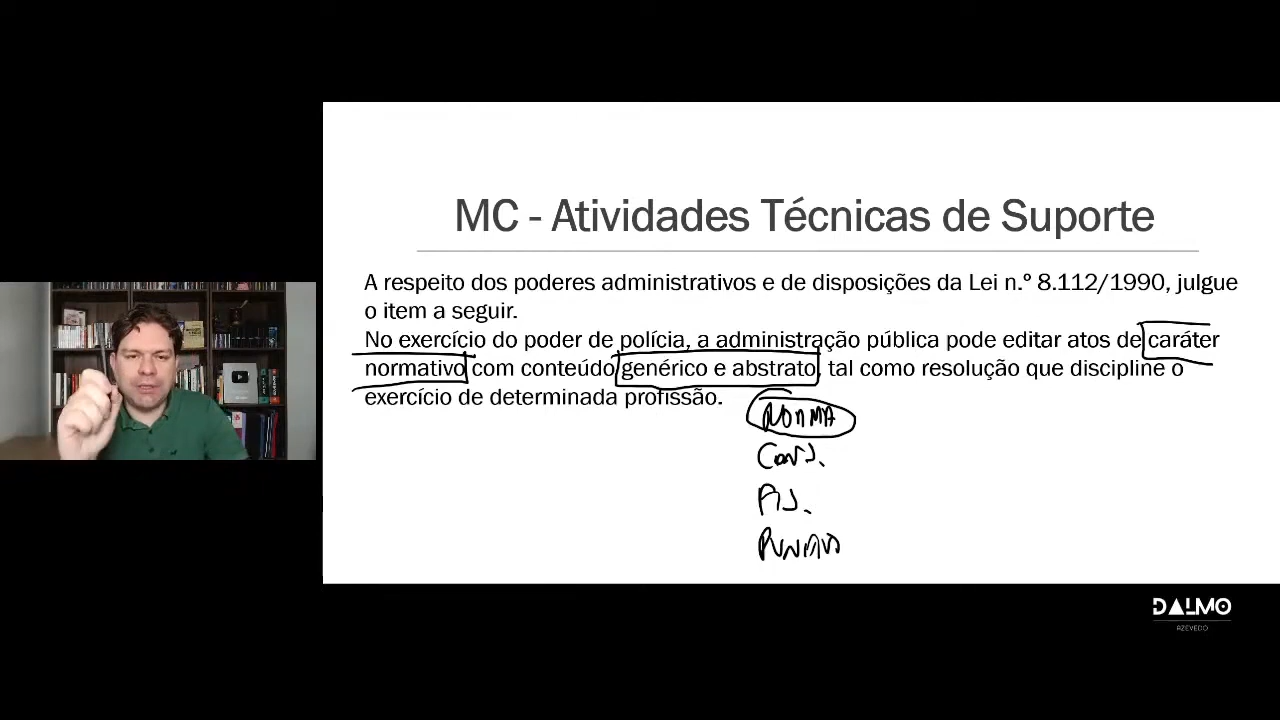 MC - Atividades Técnicas de Suporte
A respeito dos poderes administrativos e de disposições da Lei n.º 8.112/1990, julgue
o item a seguir.
No exercício do poder de polícia, a administração pública pode editar atos de caráter
normativo com conteúdo genérico e abstrato, tal como resolução que discipline o
exercício de determinada profissão.
NORMA
CONS.
FIS.
DALMO
AZEVEDO